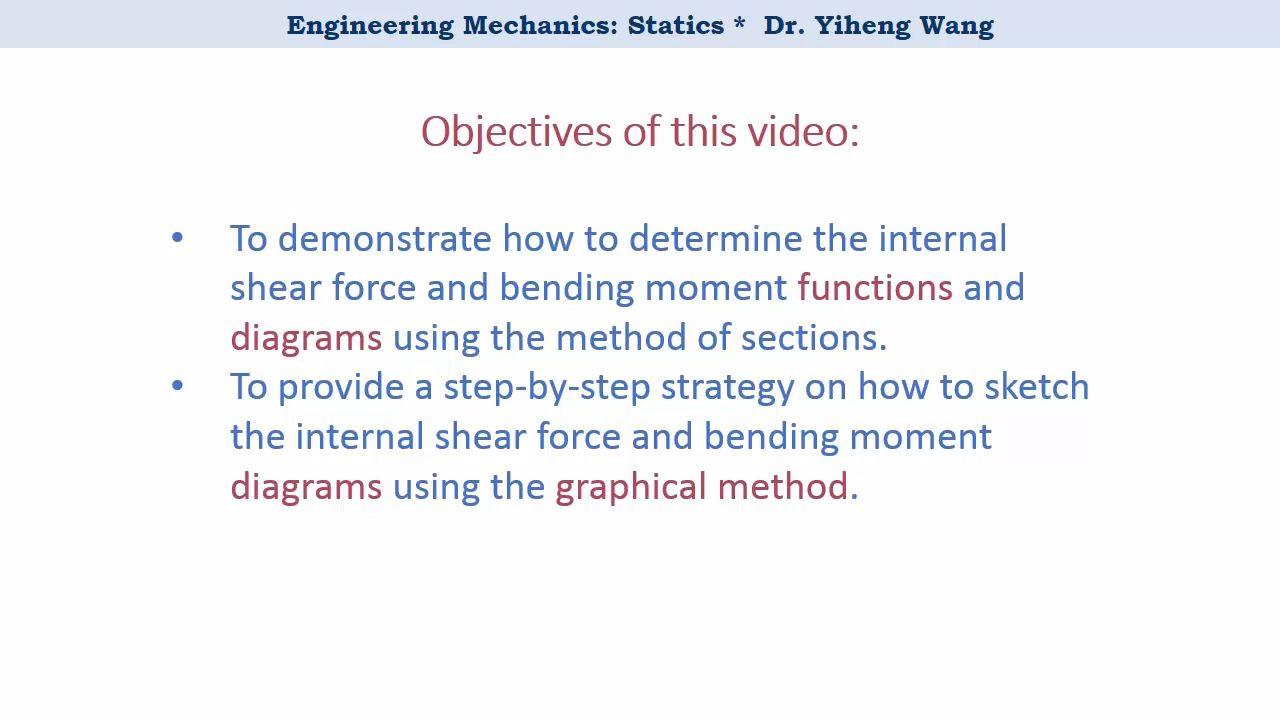 Engineering Mechanics: Statics * Dr. Yiheng Wang
Objectives of this video:
• To demonstrate how to determine the internal
shear force and bending moment functions and
diagrams using the method of sections.
• To provide a step-by-step strategy on how to sketch
the internal shear force and bending moment
diagrams using the graphical method.